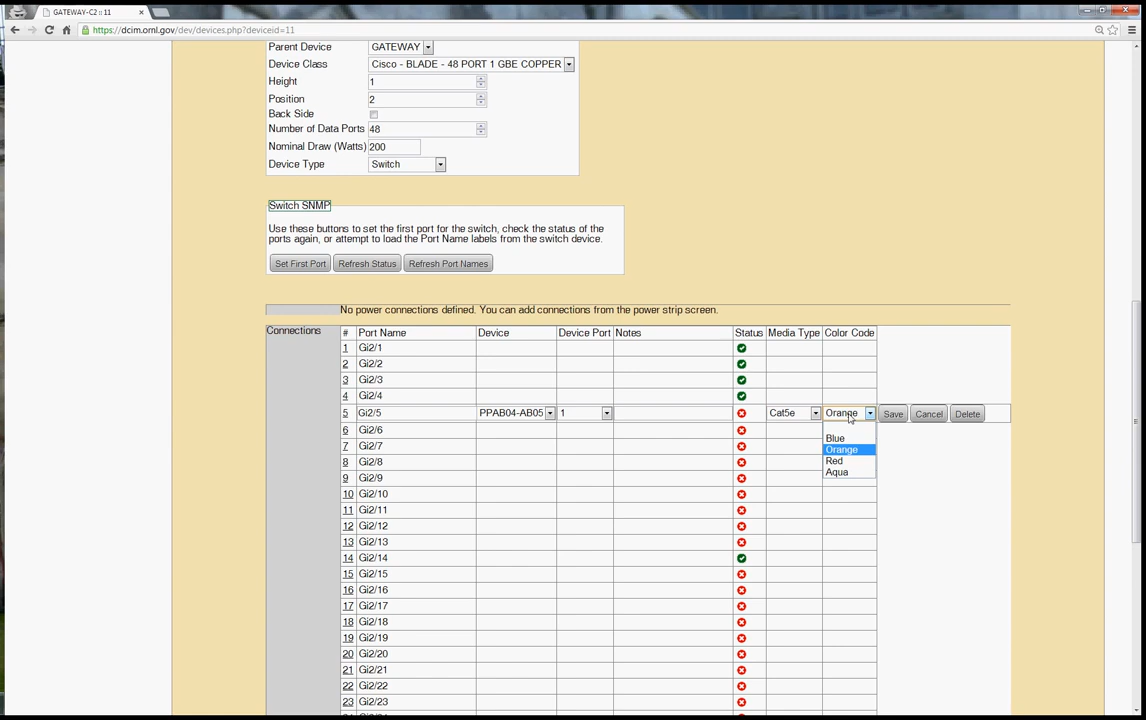 GATEWAY-C2 :: 11
https://dcim.ornl.gov/dev/devices.php?deviceid=11
Parent Device GATEWAY
Device Class Cisco - BLADE - 48 PORT 1 GBE COPPER
Height 1
Position 2
Back Side
Number of Data Ports 48
Nominal Draw (Watts) 200
Device Type Switch
Switch SNMP
Use these buttons to set the first port for the switch, check the status of the
ports again, or attempt to load the Port Name labels from the switch device.
Set First Port Refresh Status Refresh Port Names
No power connections defined. You can add connections from the power strip screen.
Connections # Port Name Device Device Port Notes Status Media Type Color Code
1 Gi2/1
2 Gi2/2
3 Gi2/3
4 Gi2/4
5 Gi2/5 PPAB04-AB05 1 Cat5e Orange Save Cancel Delete
6 Gi2/6
Blue
7 Gi2/7
Orange
8 Gi2/8
Red
Aqua
9 Gi2/9
10 Gi2/10
11 Gi2/11
12 Gi2/12
13 Gi2/13
14 Gi2/14
15 Gi2/15
16 Gi2/16
17 Gi2/17
18 Gi2/18
19 Gi2/19
20 Gi2/20
21 Gi2/21
22 Gi2/22
23 Gi2/23